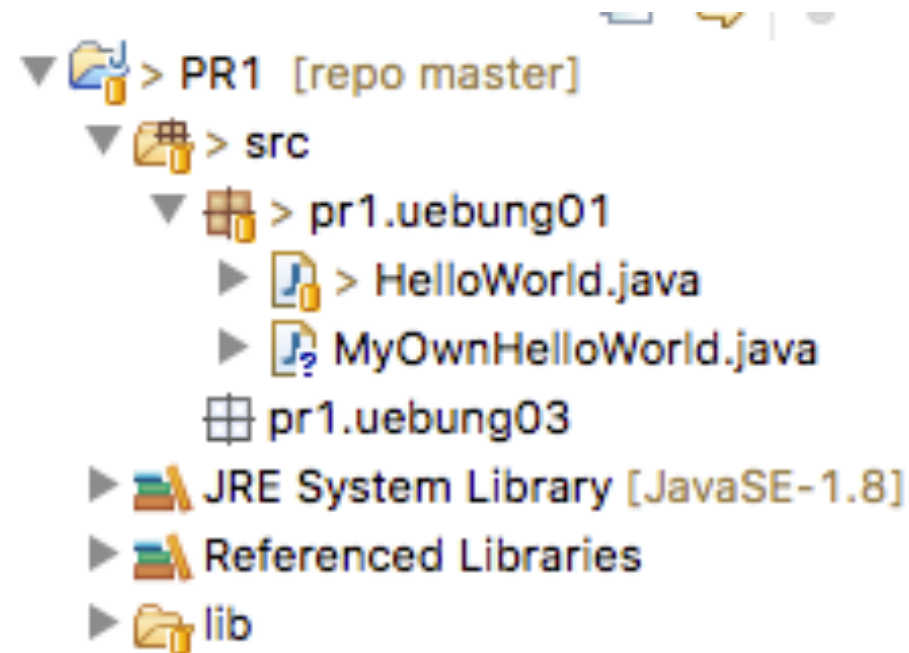 > PR1 [repo master]
> src
> pr1.uebung01
> HelloWorld.java
MyOwnHelloWorld.java
pr1.uebung03
JRE System Library [JavaSE-1.8]
Referenced Libraries
lib